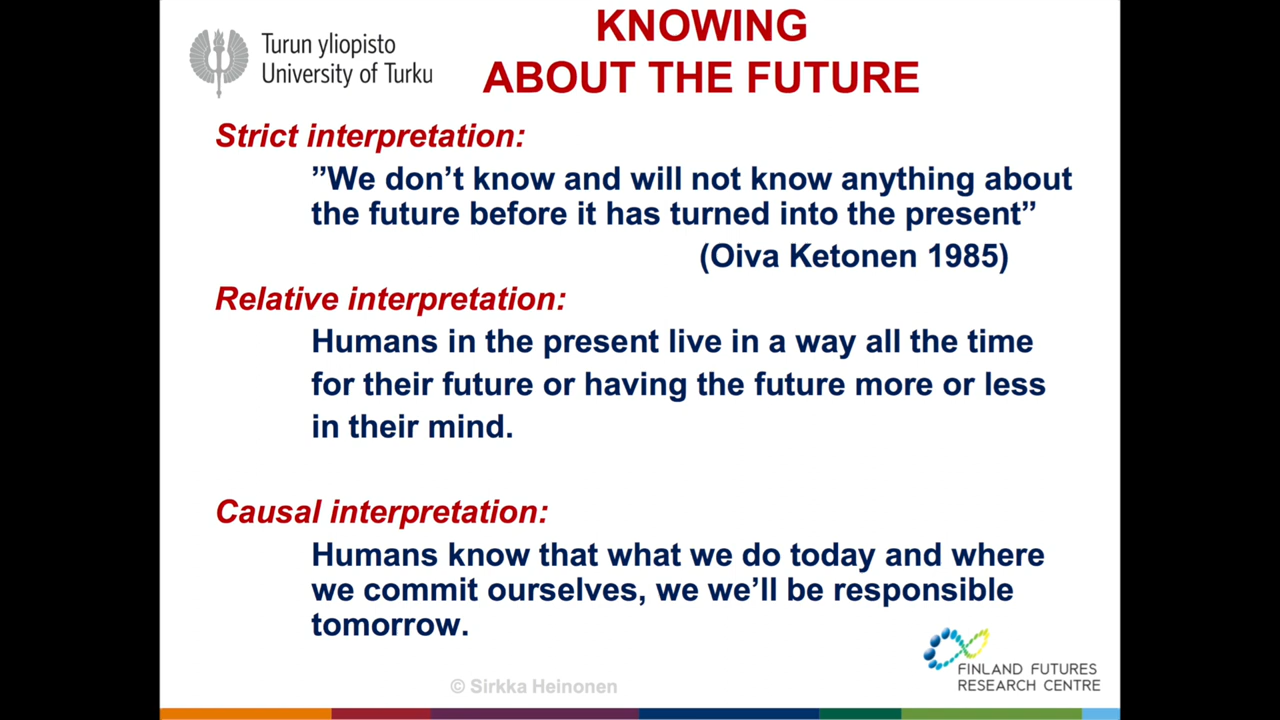 Turun yliopisto
University of Turku
KNOWING
ABOUT THE FUTURE
Strict interpretation:
”We don’t know and will not know anything about
the future before it has turned into the present”
(Oiva Ketonen 1985)
Relative interpretation:
Humans in the present live in a way all the time
for their future or having the future more or less
in their mind.
Causal interpretation:
Humans know that what we do today and where
we commit ourselves, we we’ll be responsible
tomorrow.
FINLAND FUTURES
RESEARCH CENTRE
© Sirkka Heinonen